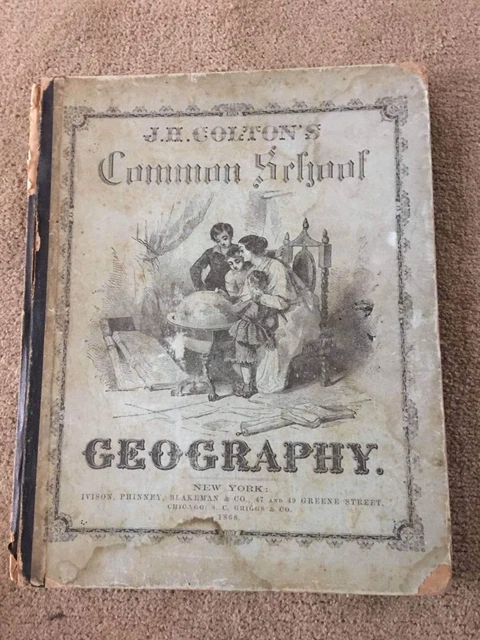 J.H. COLTON'S
Common School
GEOGRAPHY.
NEW YORK:
IVISON, PHINNEY, BLAKEMAN & CO., 47 AND 49 GREENE STREET,
CHICAGO, S. C. GRIGGS & CO.
1868.